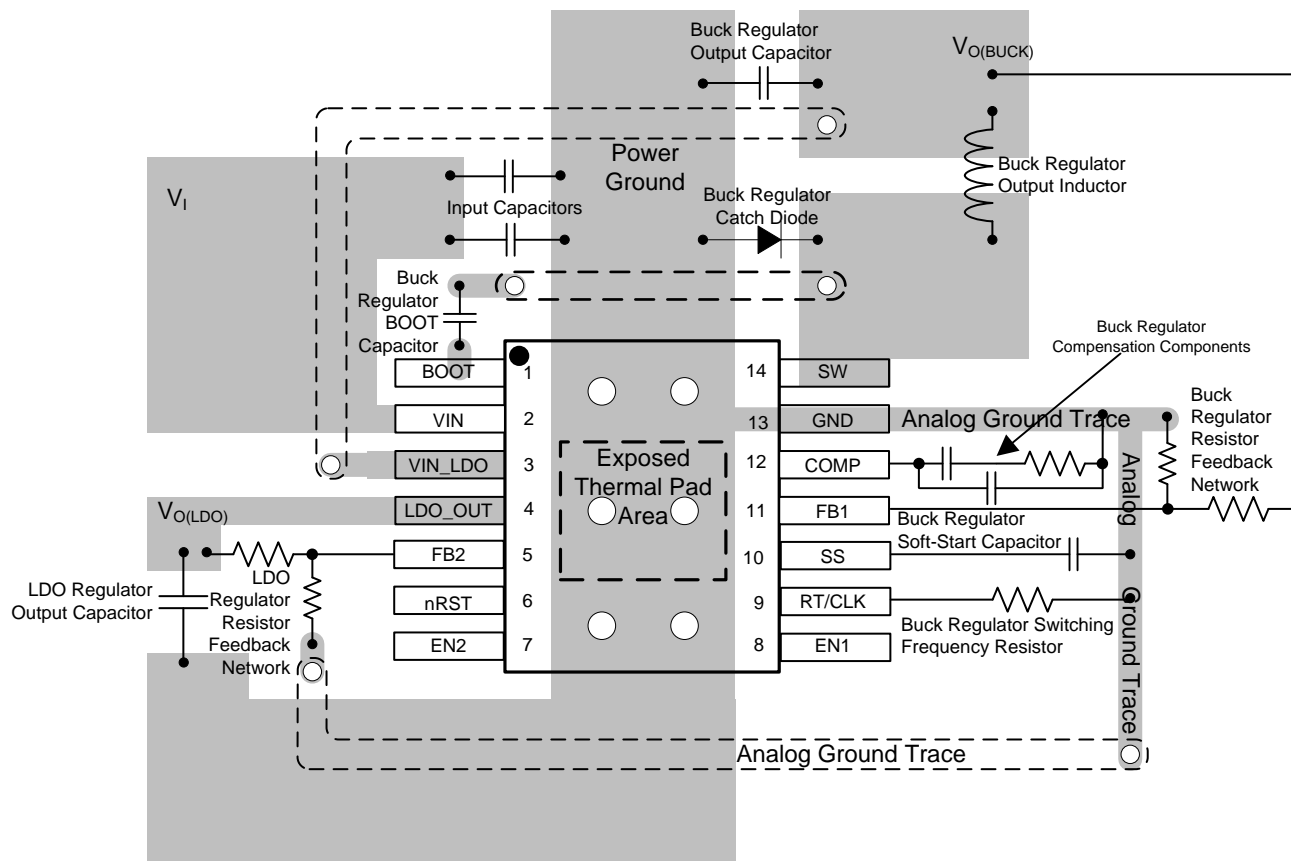 Buck Regulator
Output Capacitor
VO(BUCK)
Power
Ground
Buck Regulator
Output Inductor
VI
Input Capacitors
Buck Regulator
Catch Diode
Buck
Regulator
BOOT
Capacitor
Buck Regulator
Compensation Components
BOOT
1
14
SW
Buck
Regulator
Resistor
Feedback
Network
VIN
2
13
GND
Analog Ground Trace
VIN_LDO
3
12
COMP
Exposed
Thermal Pad
Area
Analog
Ground Trace
VO(LDO)
LDO_OUT
4
11
FB1
Buck Regulator
Soft-Start Capacitor
FB2
5
10
SS
LDO Regulator
Output Capacitor
LDO
Regulator
Resistor
Feedback
Network
nRST
6
9
RT/CLK
Buck Regulator Switching
Frequency Resistor
EN2
7
8
EN1
Analog Ground Trace